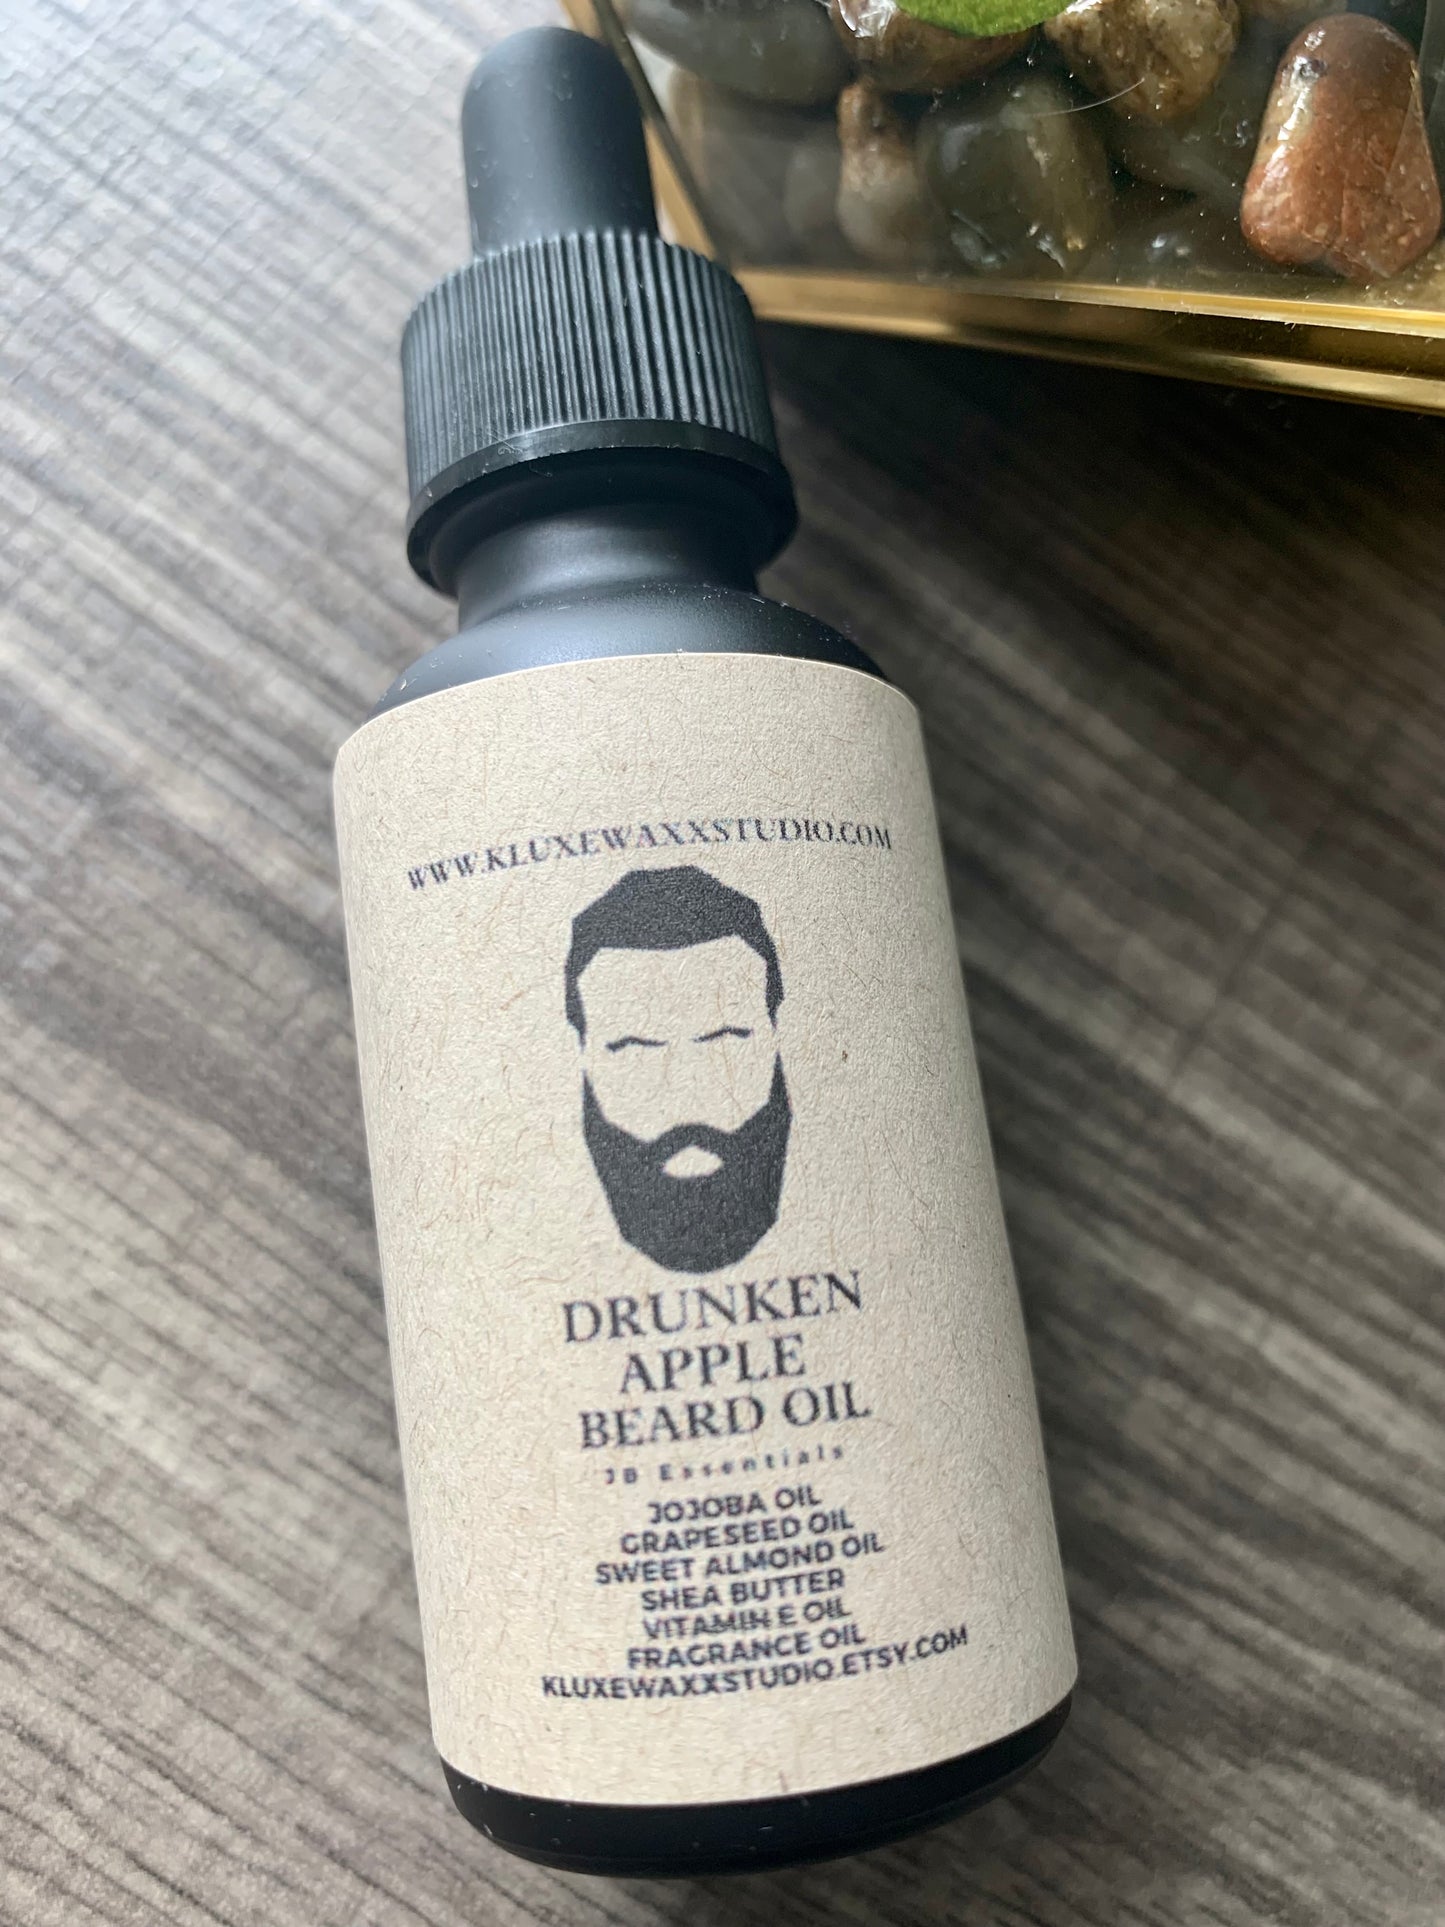 WWW.KLUXEWAXXSTUDIO.COM
DRUNKEN
APPLE
BEARD OIL
JB Essentials
JOJOBA OIL
GRAPESEED OIL
SWEET ALMOND OIL
SHEA BUTTER
VITAMIN E OIL
FRAGRANCE OIL
KLUXEWAXXSTUDIO.ETSY.COM